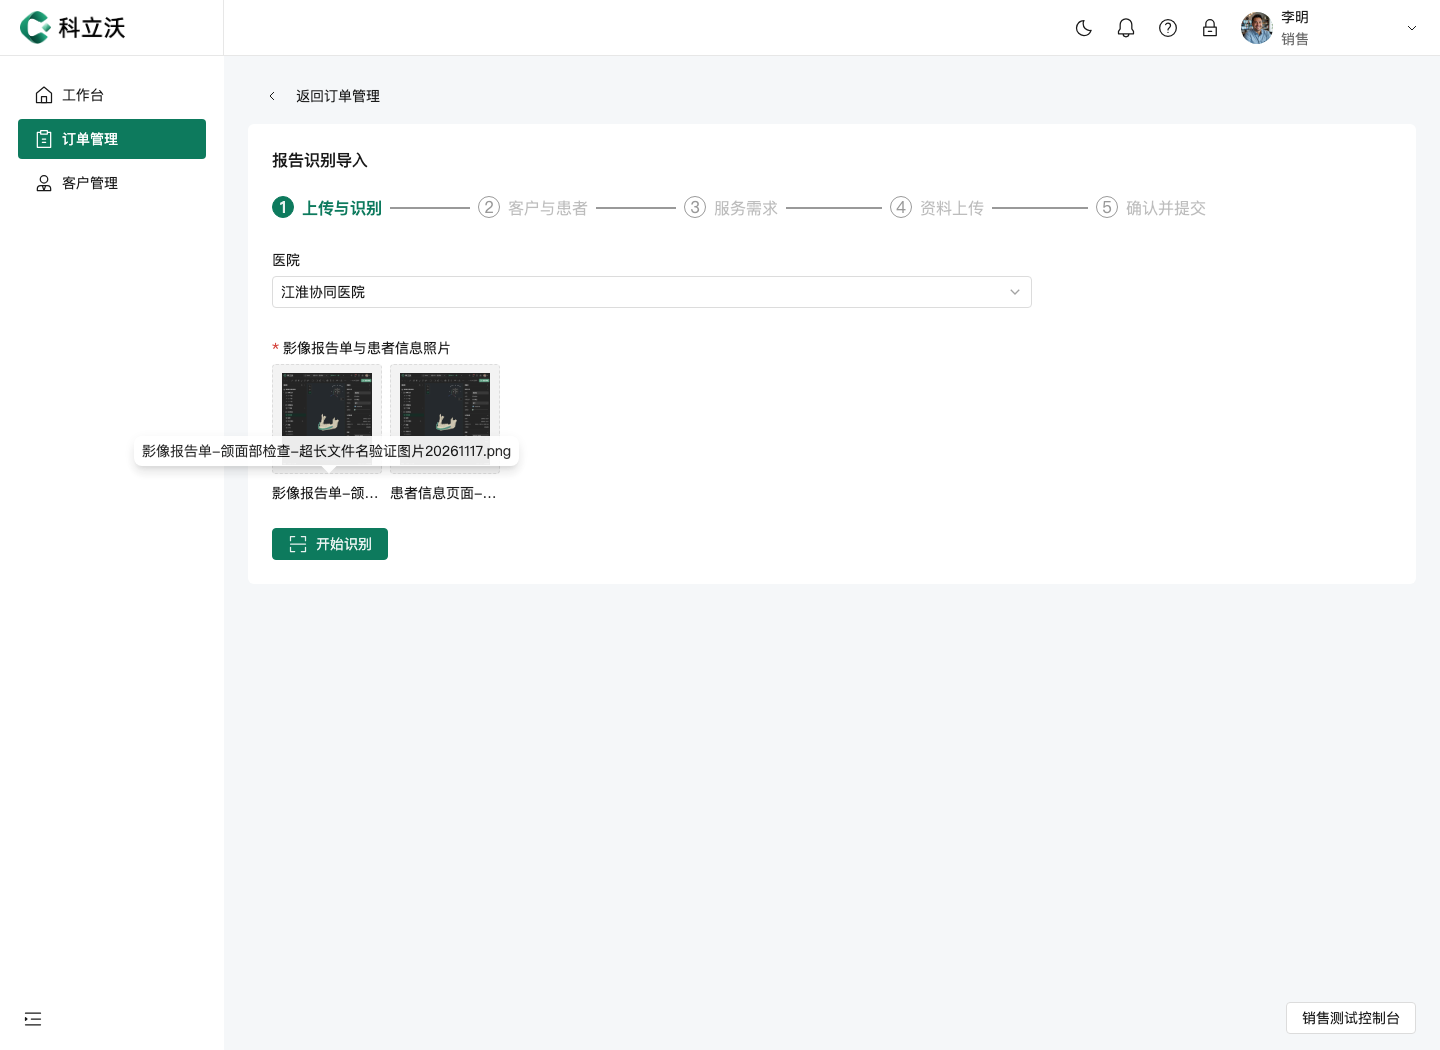 科立沃
李明
销售
工作台
订单管理
客户管理
返回订单管理
报告识别导入
1 上传与识别
2 客户与患者
3 服务需求
4 资料上传
5 确认并提交
医院
江淮协同医院
* 影像报告单与患者信息照片
影像报告单-颌面部检查-超长文件名验证图片20261117.png
影像报告单-颌...
患者信息页面-...
开始识别
销售测试控制台